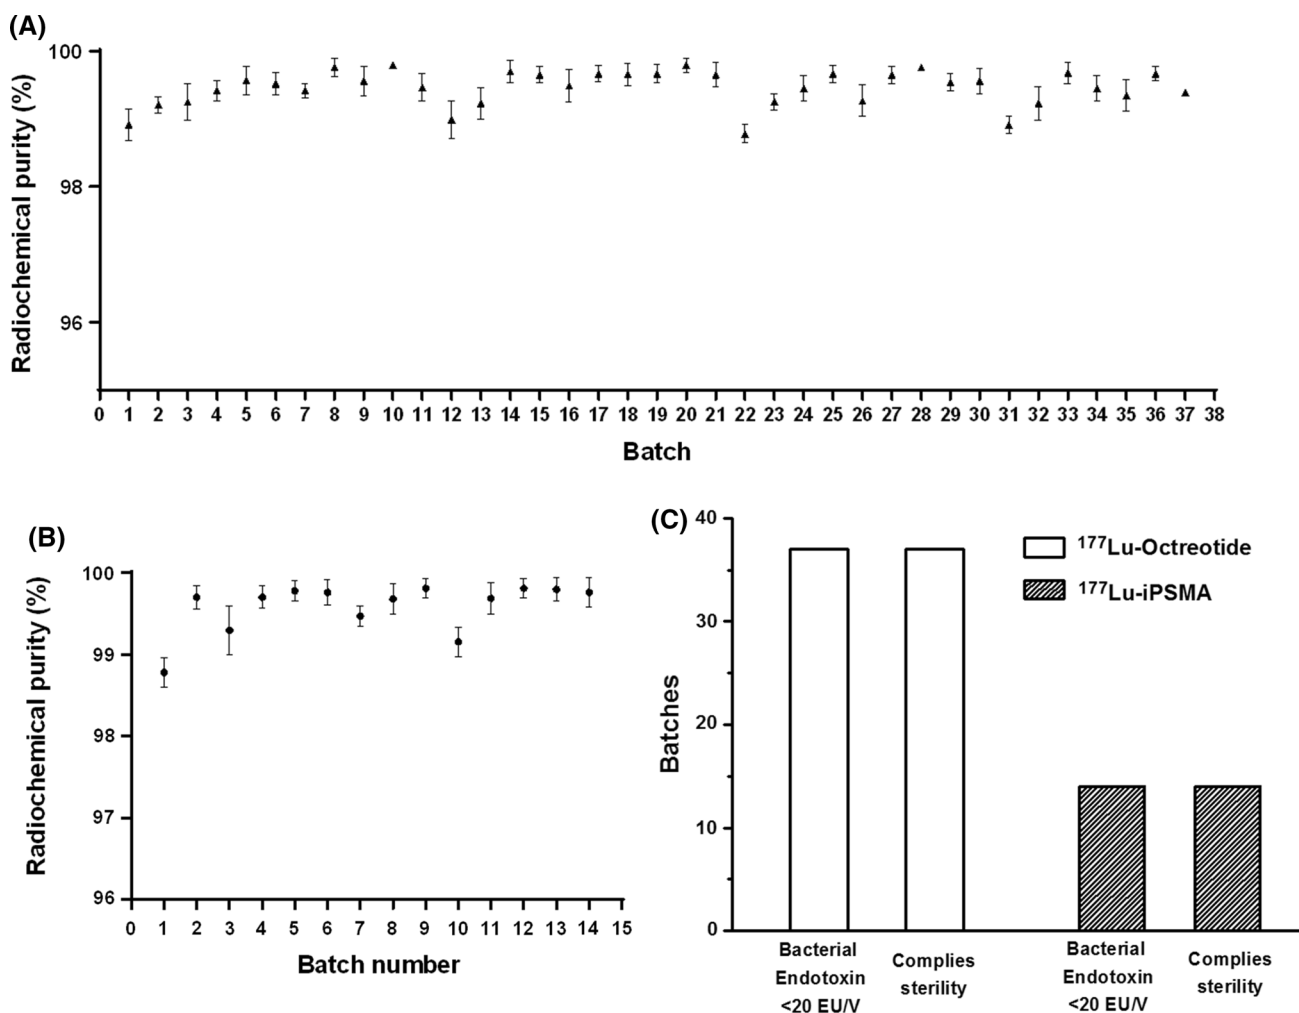 (A)
Radiochemical purity (%)
100
98
96
0 1 2 3 4 5 6 7 8 9 10 11 12 13 14 15 16 17 18 19 20 21 22 23 24 25 26 27 28 29 30 31 32 33 34 35 36 37 38
Batch
(B)
Radiochemical purity (%)
100
99
98
97
96
0 1 2 3 4 5 6 7 8 9 10 11 12 13 14 15
Batch number
(C)
Batches
40
30
20
10
0
¹⁷⁷Lu-Octreotide
¹⁷⁷Lu-iPSMA
Bacterial
Endotoxin
<20 EU/V
Complies
sterility
Bacterial
Endotoxin
<20 EU/V
Complies
sterility